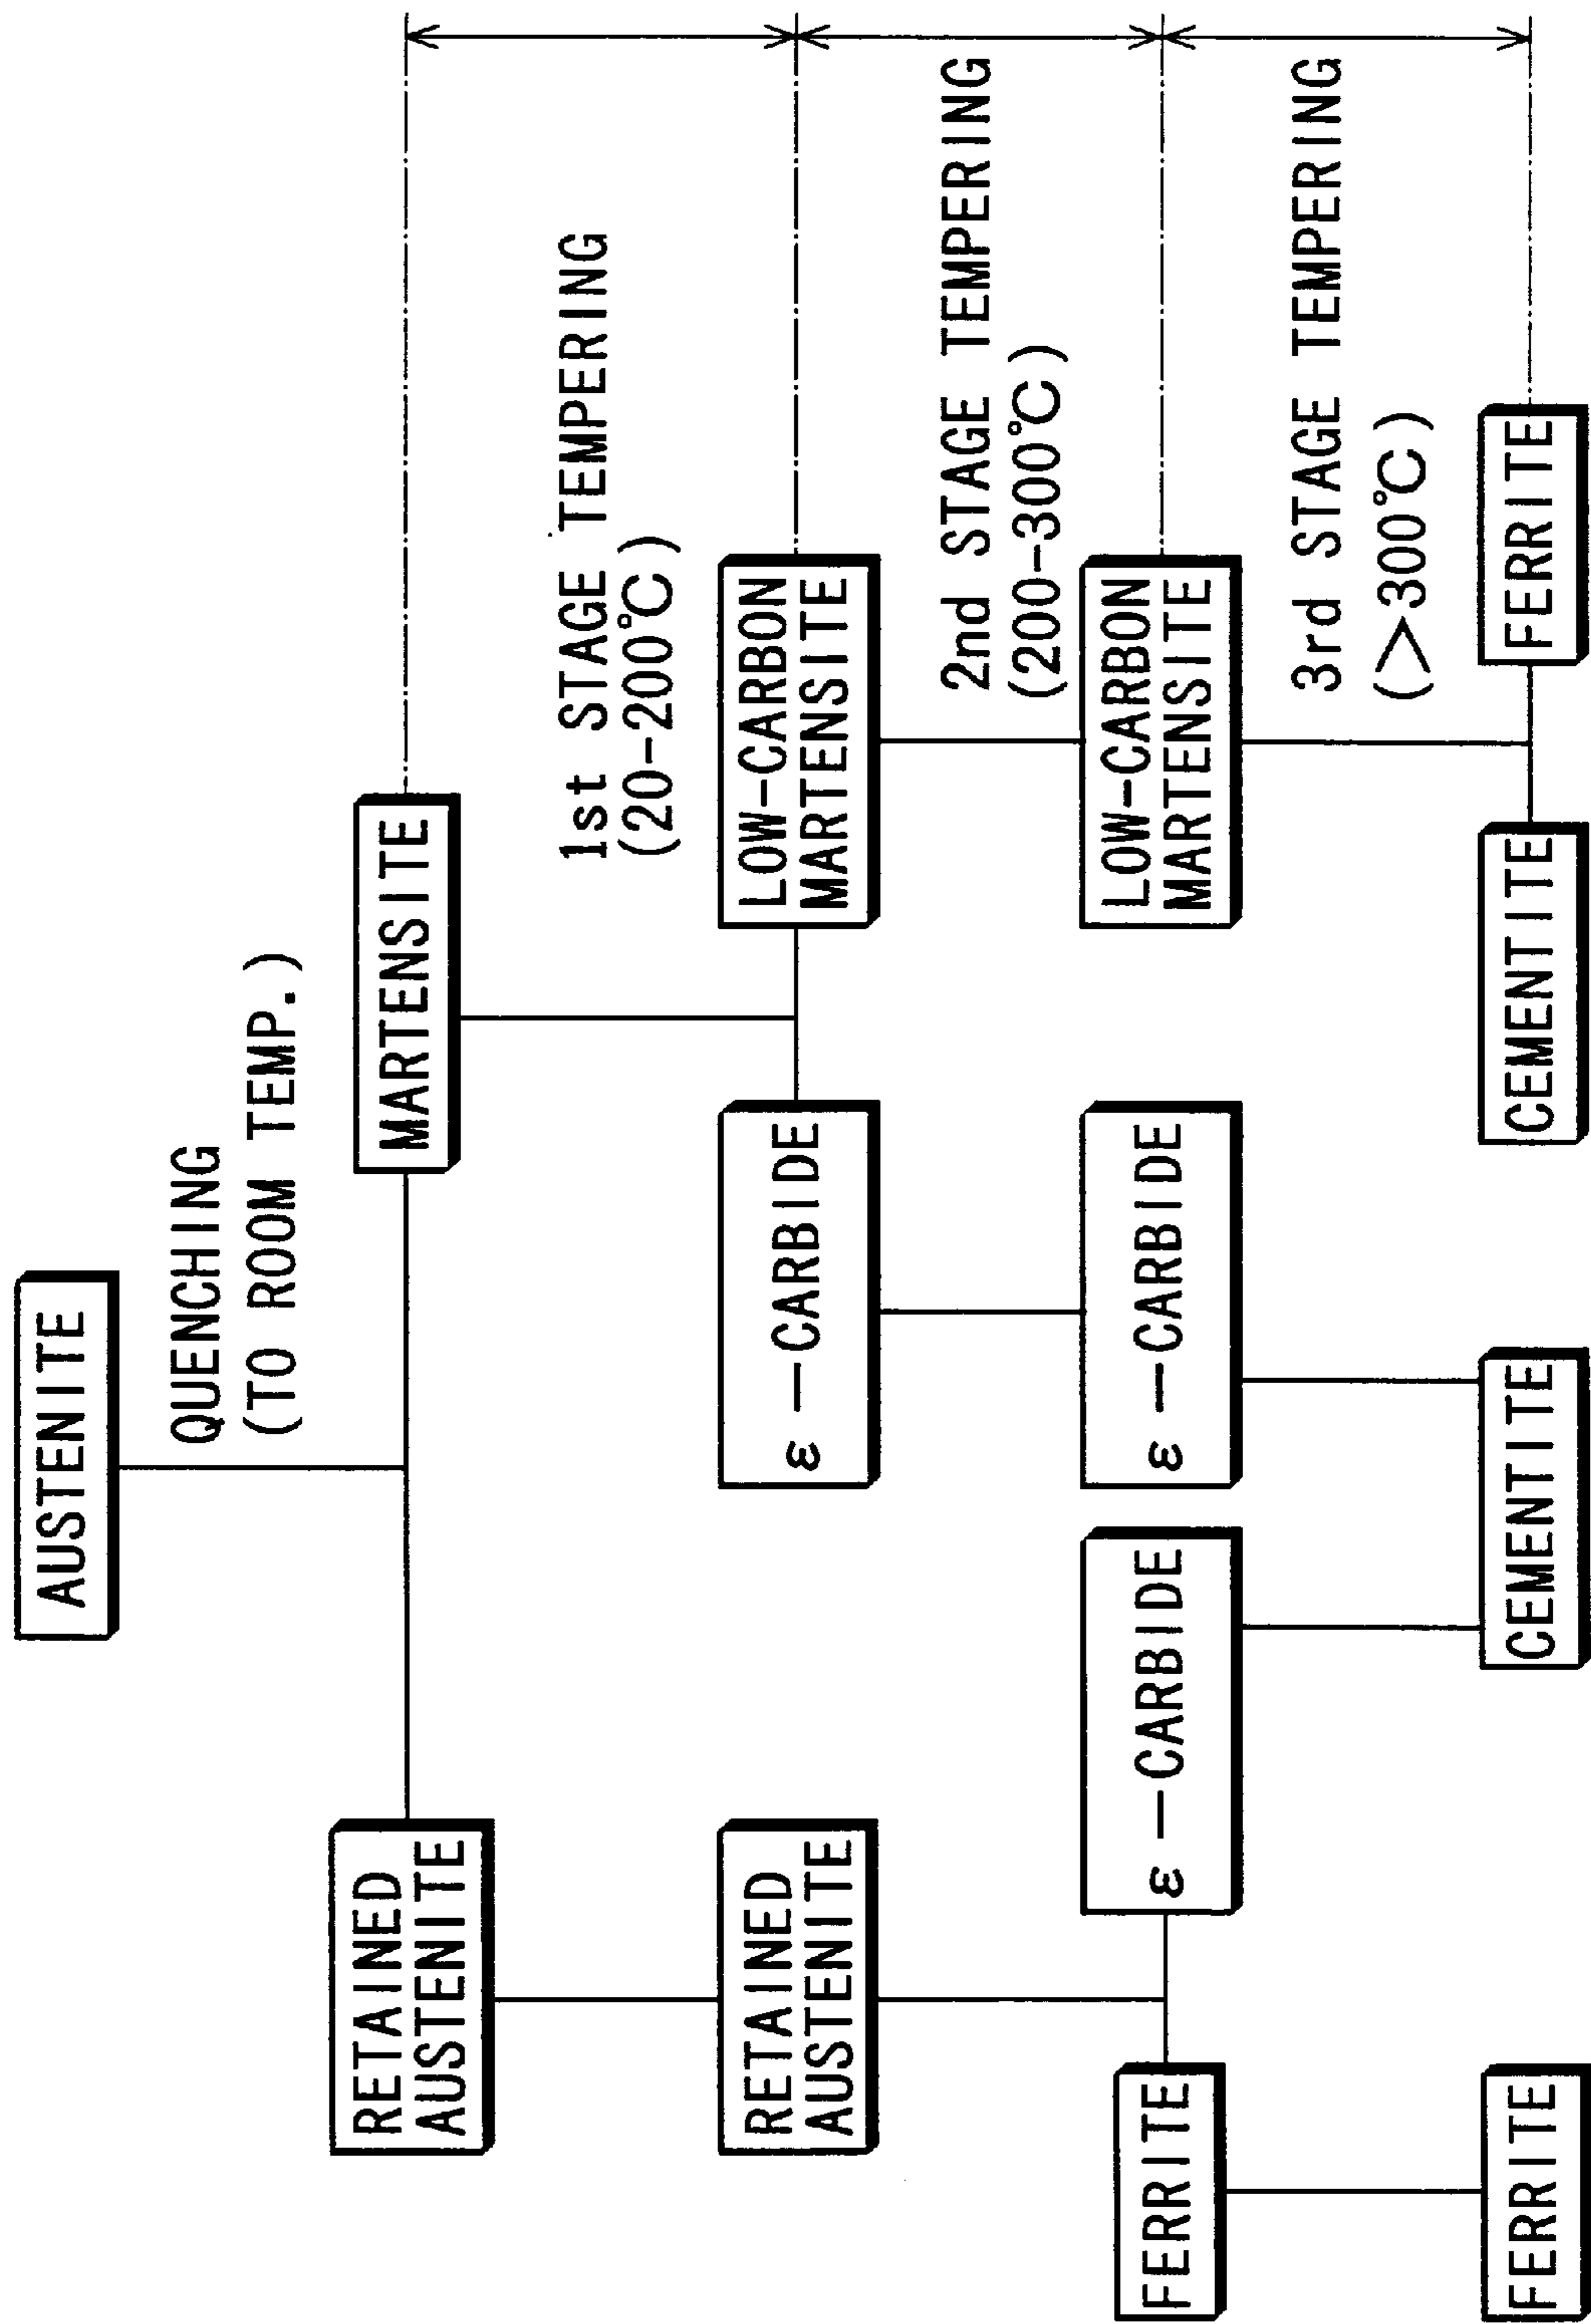 AUSTENITE
QUENCHING
(TO ROOM TEMP.)
RETAINED
AUSTENITE
MARTENSITE
1st STAGE TEMPERING
(20-200℃)
RETAINED
AUSTENITE
ε-CARBIDE
LOW-CARBON
MARTENSITE
2nd STAGE TEMPERING
(200-300℃)
FERRITE
ε-CARBIDE
ε-CARBIDE
LOW-CARBON
MARTENSITE
3rd STAGE TEMPERING
(>300℃)
FERRITE
CEMENTITE
CEMENTITE
FERRITE